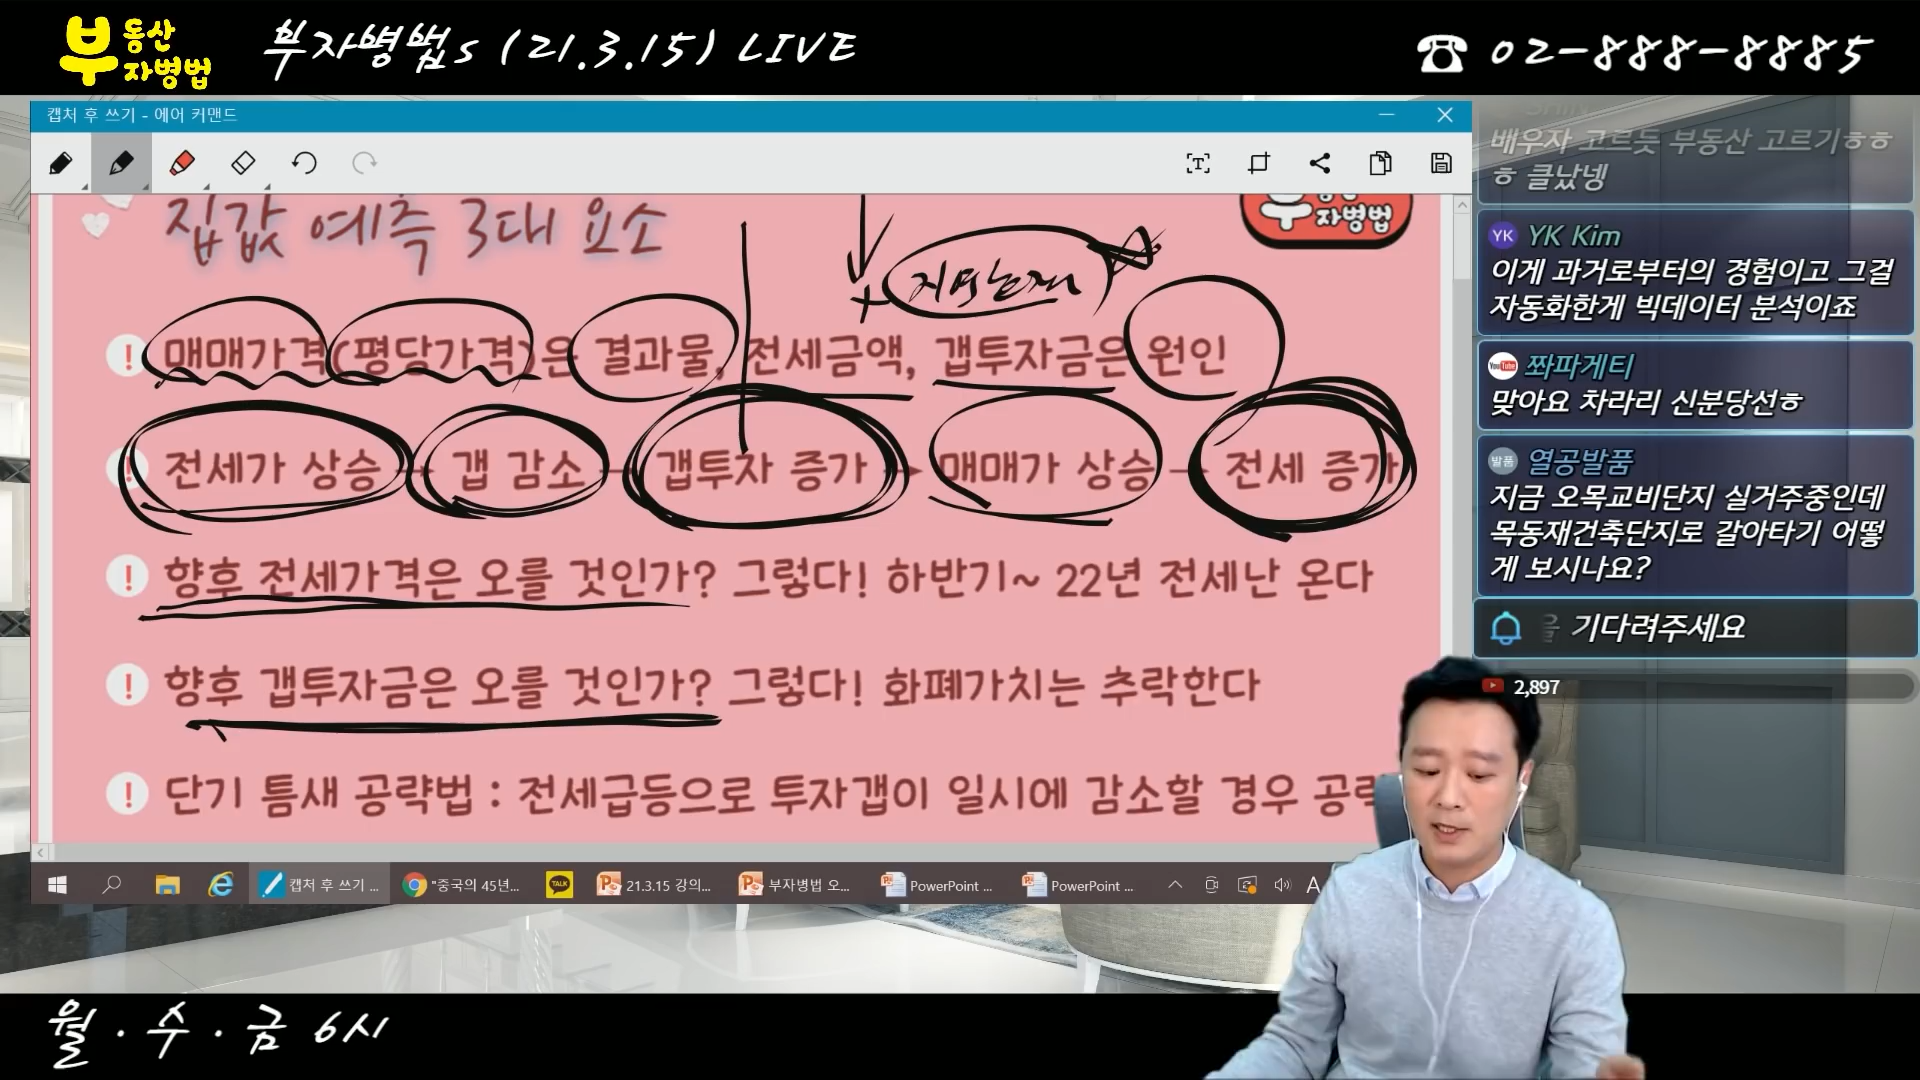 부동산
자병법
부자병법s (21.3.15) LIVE
☎ 02-888-8885
캡처 후 쓰기 - 에어 커맨드
집값 예측 3대 요소
부
자병법
매매가격(평당가격)은 결과물, 전세금액, 갭투자금은 원인
전세가 상승 → 갭 감소 → 갭투자 증가 → 매매가 상승 → 전세 증가
! 향후 전세가격은 오를 것인가? 그렇다! 하반기~ 22년 전세난 온다
! 향후 갭투자금은 오를 것인가? 그렇다! 화폐가치는 추락한다
! 단기 틈새 공략법 : 전세급등으로 투자갭이 일시에 감소할 경우
배우자 고르듯 부동산 고르기ㅎㅎ
ㅎ 클났넹
YK YK Kim
이게 과거로부터의 경험이고 그걸
자동화한게 빅데이터 분석이죠
YouTube 쫘파게티
맞아요 차라리 신분당선ㅎ
발품 열공발품
지금 오목교비단지 실거주중인데
목동재건축단지로 갈아타기 어떻
게 보시나요?
을 기다려주세요
2,897
캡처 후 쓰기 ...
"중국의 45년...
TALK
21.3.15 강의...
부자병법 오...
PowerPoint ...
PowerPoint ...
A
월 · 수 · 금 6시